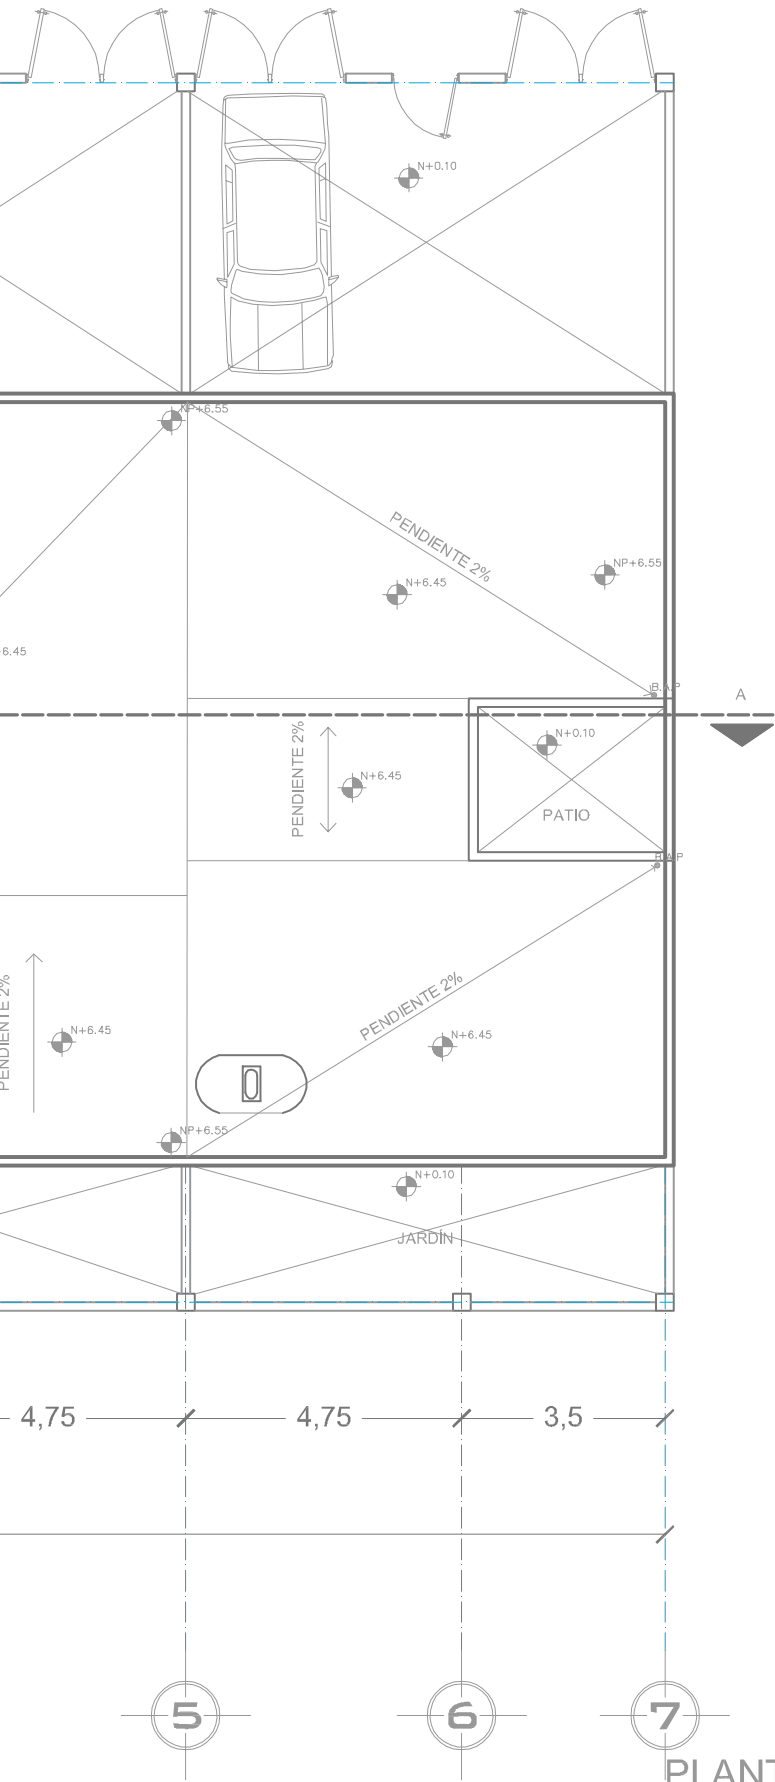 N+0.10
NP+6.55
PENDIENTE 2%
NP+6.55
N+6.45
6.45
B.A.P
A
PENDIENTE 2%
N+0.10
N+6.45
PATIO
B.A.P
PENDIENTE 2%
PENDIENTE 2%
N+6.45
N+6.45
NP+6.55
N+0.10
JARDÍN
4,75
4,75
3,5
5
6
7
PLANT